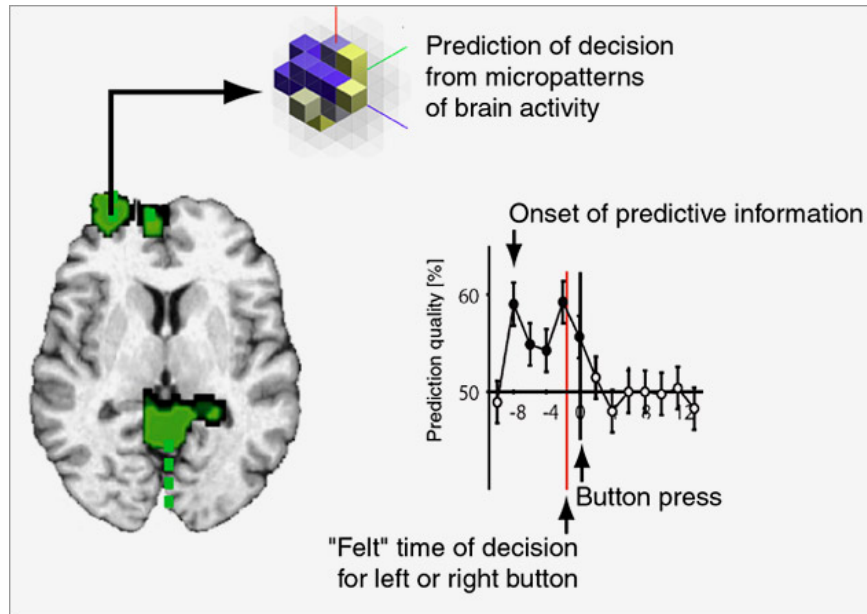 Prediction of decision
from micropatterns
of brain activity
Onset of predictive information
Prediction quality [%]
60
50
-8 -4 0 8 12
Button press
"Felt" time of decision
for left or right button